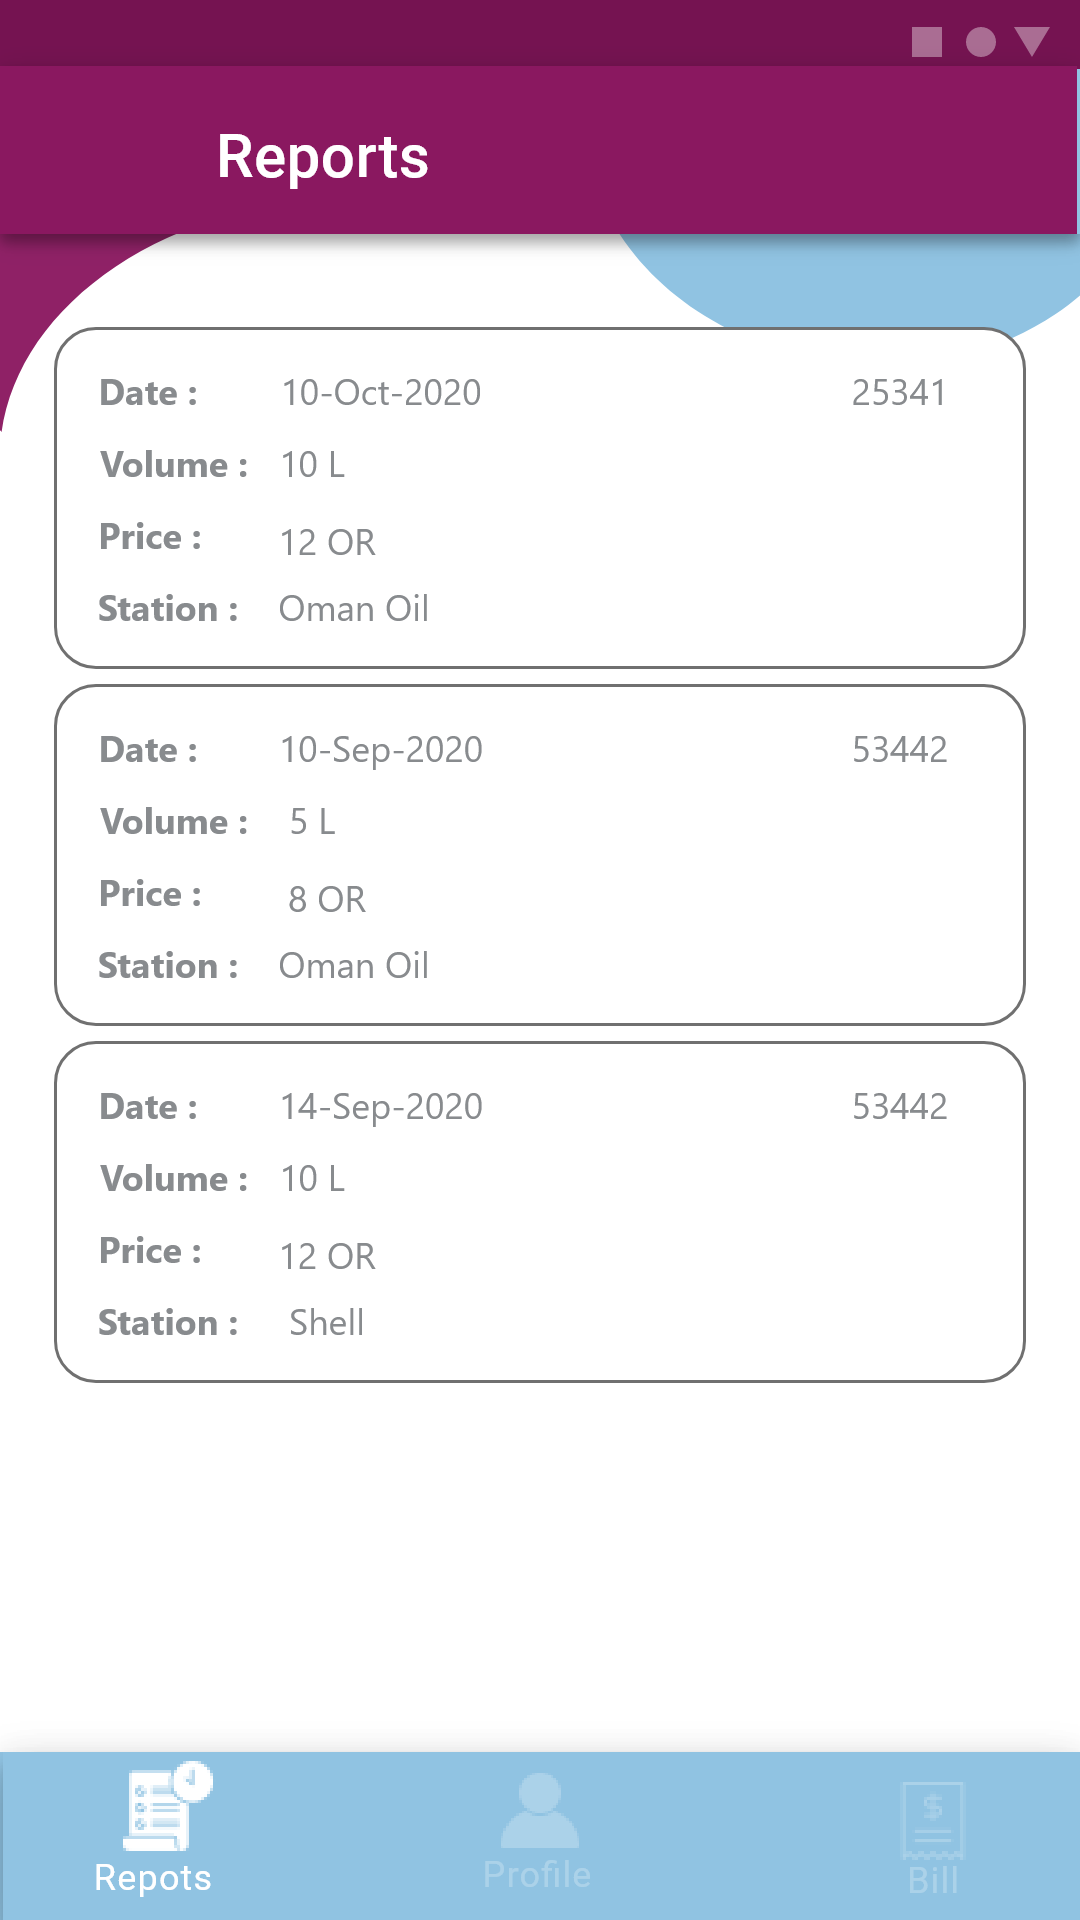 Reports
Date : 10-Oct-2020 25341
Volume : 10 L
Price : 12 OR
Station : Oman Oil
Date : 10-Sep-2020 53442
Volume : 5 L
Price : 8 OR
Station : Oman Oil
Date : 14-Sep-2020 53442
Volume : 10 L
Price : 12 OR
Station : Shell
$
Repots Profile Bill